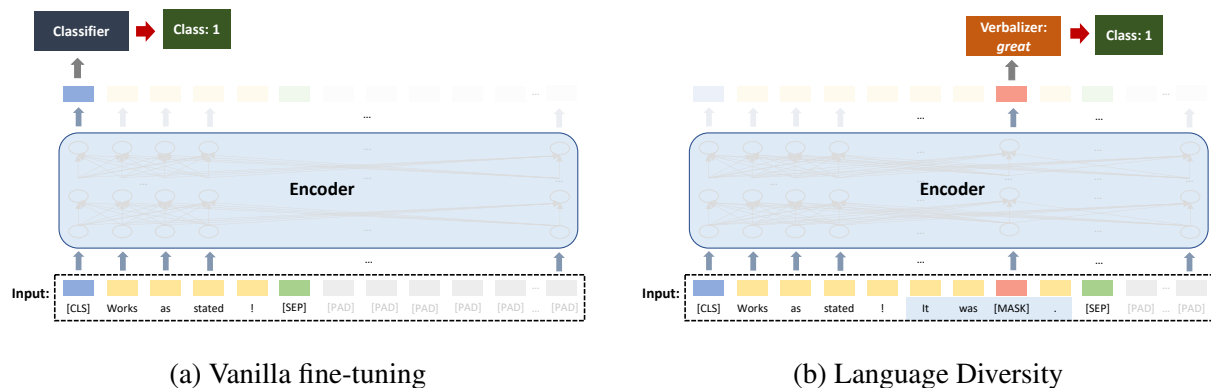 Classifier
Class: 1
...
...
Encoder
...
Input:
[CLS] Works as stated ! [SEP] [PAD] [PAD] [PAD] [PAD] [PAD] ... [PAD]
(a) Vanilla fine-tuning
Verbalizer:
great
Class: 1
...
... ...
Encoder
... ...
Input:
[CLS] Works as stated ! It was [MASK] . [SEP] [PAD] [PAD] ... [PAD]
(b) Language Diversity